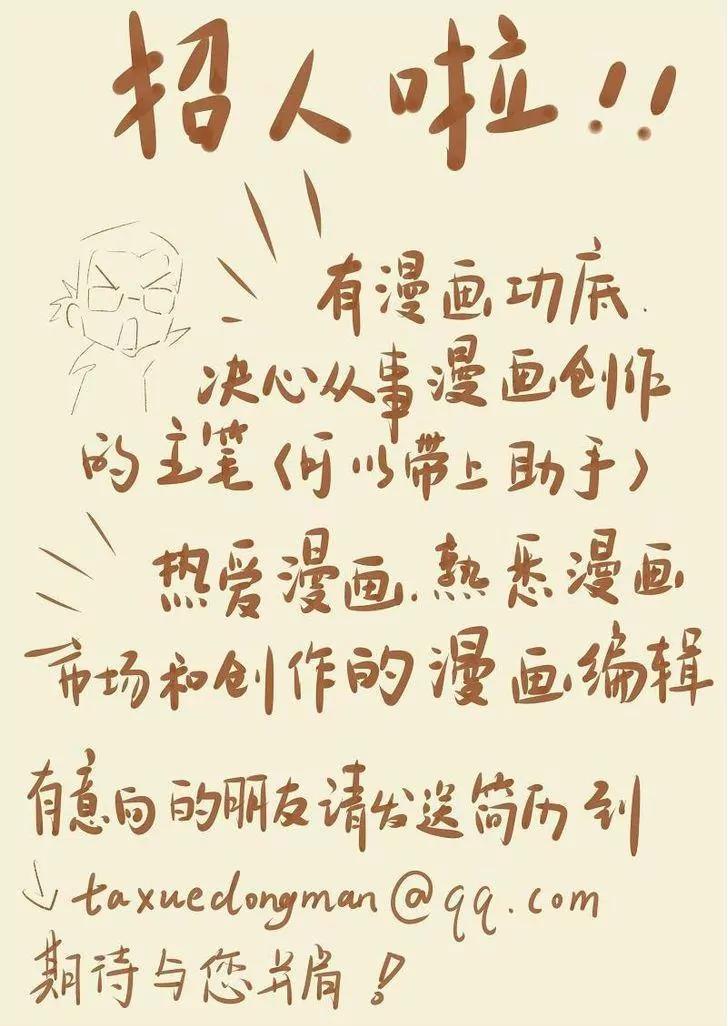 招人啦!!
有漫画功底.
决心从事漫画创作
的主笔〈可以带上助手〉
热爱漫画.熟悉漫画
市场和创作的漫画编辑
有意向的朋友请发送简历到
↓taxuedongman@qq.com
期待与您并肩!